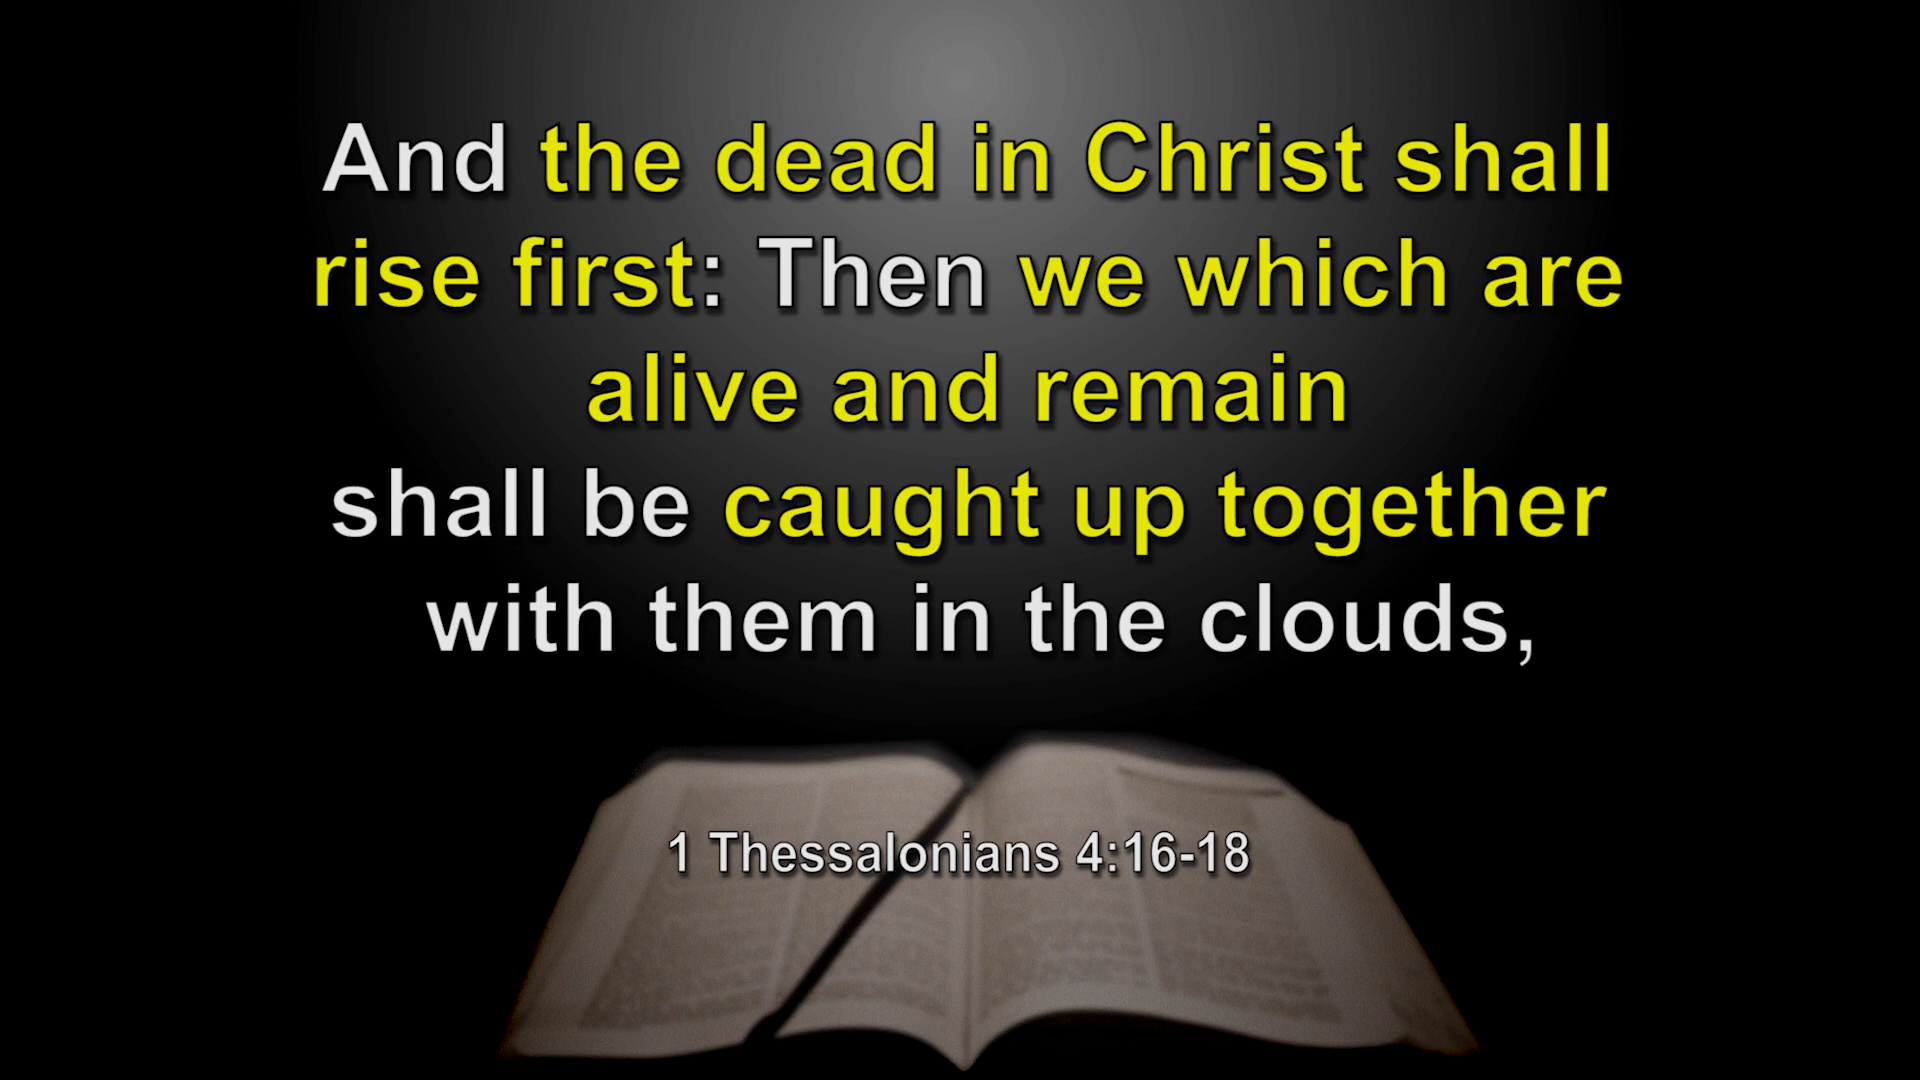 And the dead in Christ shall
rise first: Then we which are
alive and remain
shall be caught up together
with them in the clouds,
1 Thessalonians 4:16-18